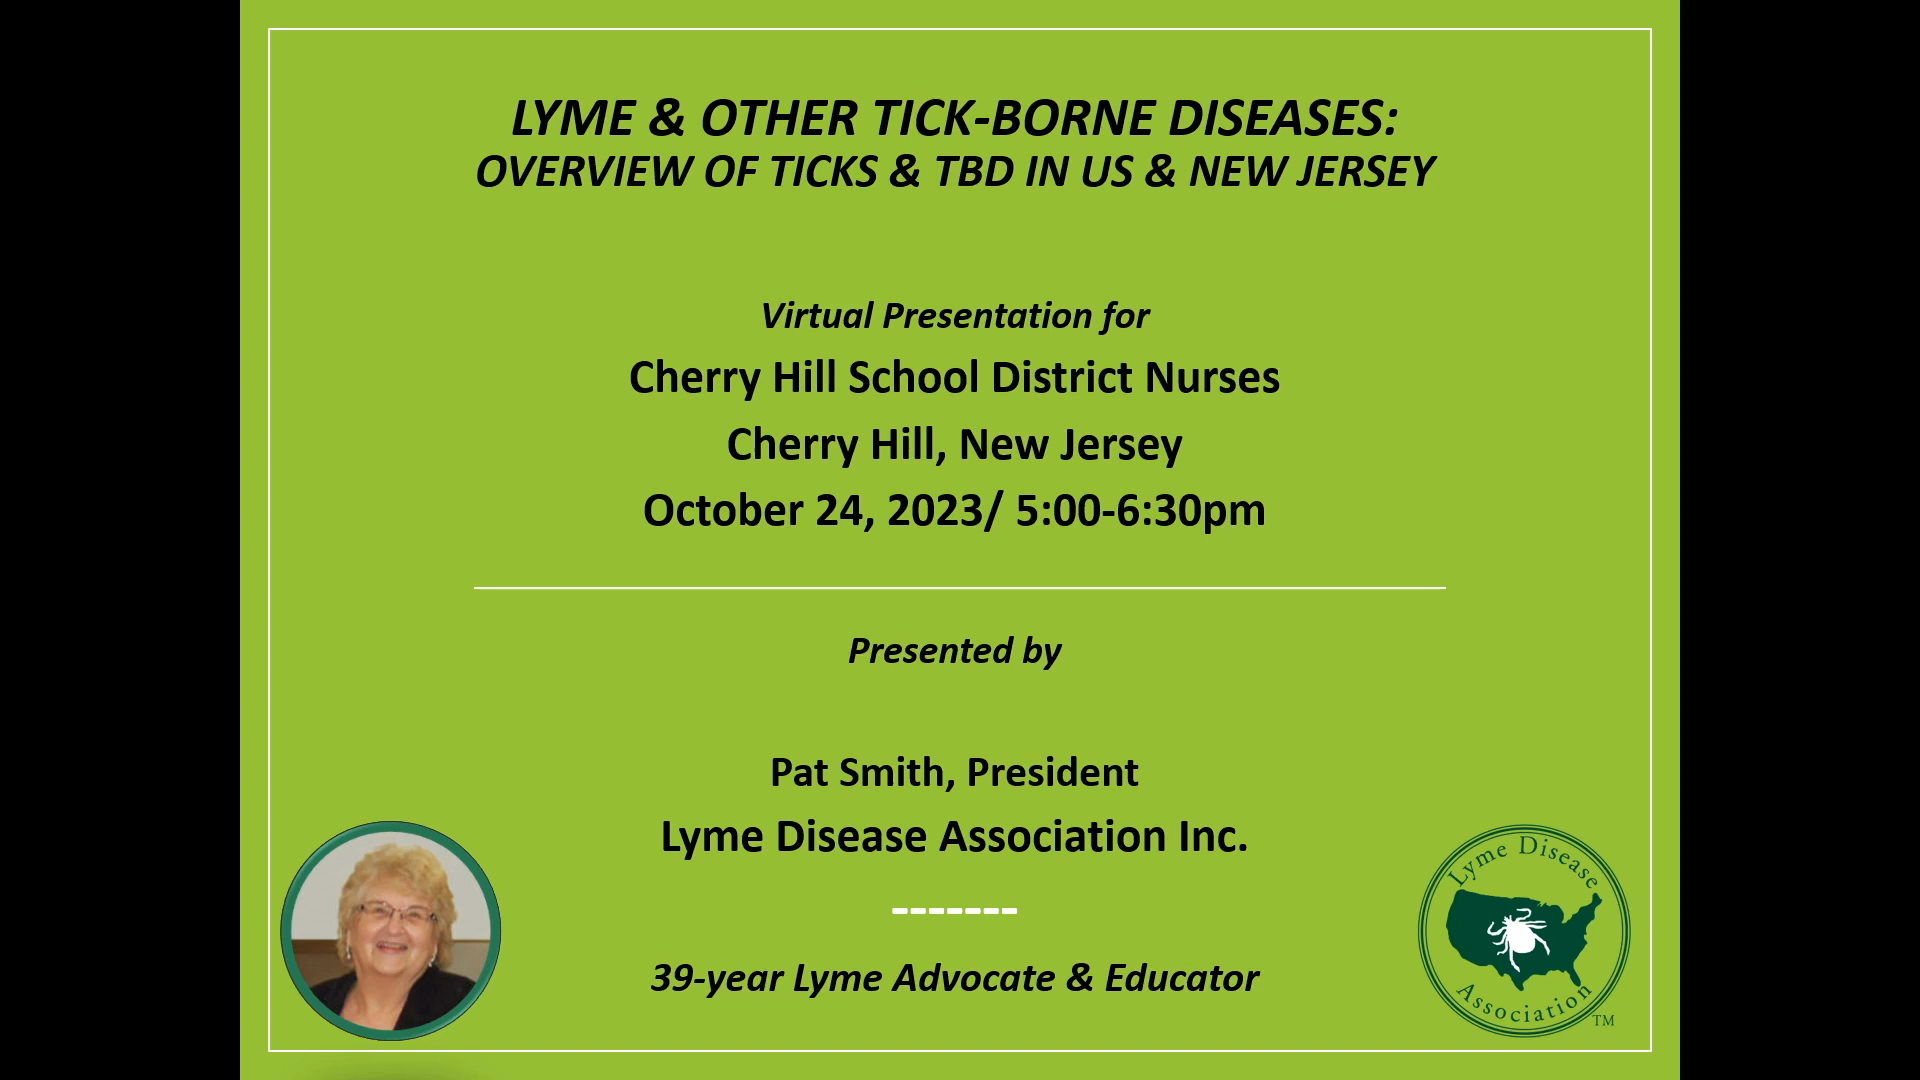 LYME & OTHER TICK-BORNE DISEASES:
OVERVIEW OF TICKS & TBD IN US & NEW JERSEY
Virtual Presentation for
Cherry Hill School District Nurses
Cherry Hill, New Jersey
October 24, 2023/ 5:00-6:30pm
Presented by
Pat Smith, President
Lyme Disease Association Inc.
-------
39-year Lyme Advocate & Educator
Lyme Disease
Association
TM